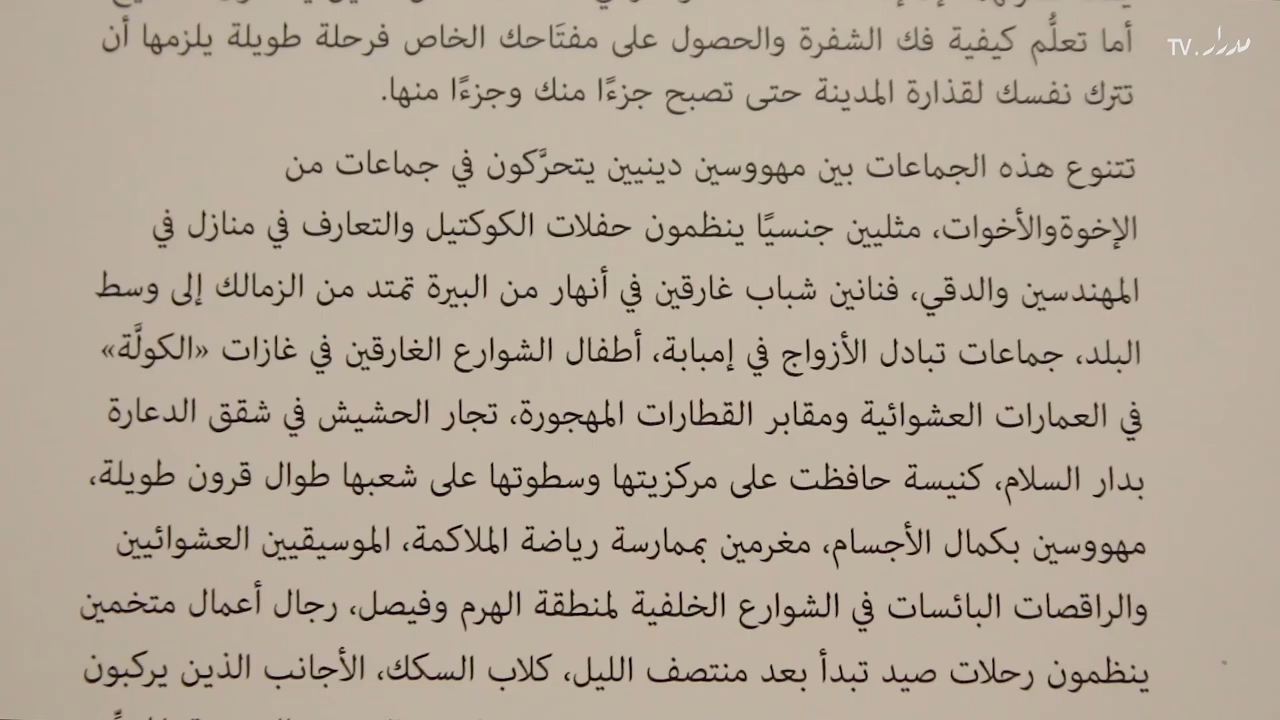 أما تعلُّم كيفية فك الشفرة والحصول على مفتَاحك الخاص فرحلة طويلة يلزمها أن
تترك نفسك لقذارة المدينة حتى تصبح جزءًا منك وجزءًا منها.
تتنوع هذه الجماعات بين مهووسين دينيين يتحرَّكون في جماعات من
الإخوةوالأخوات، مثليين جنسيًا ينظمون حفلات الكوكتيل والتعارف في منازل في
المهندسين والدقي، فنانين شباب غارقين في أنهار من البيرة تمتد من الزمالك إلى وسط
البلد، جماعات تبادل الأزواج في إمبابة، أطفال الشوارع الغارقين في غازات «الكولَّة»
في العمارات العشوائية ومقابر القطارات المهجورة، تجار الحشيش في شقق الدعارة
بدار السلام، كنيسة حافظت على مركزيتها وسطوتها على شعبها طوال قرون طويلة،
مهووسين بكمال الأجسام، مغرمين بممارسة رياضة الملاكمة، الموسيقيين العشوائيين
والراقصات البائسات في الشوارع الخلفية لمنطقة الهرم وفيصل، رجال أعمال متخمين
ينظمون رحلات صيد تبدأ بعد منتصف الليل، كلاب السكك، الأجانب الذين يركبون
مدرار.TV